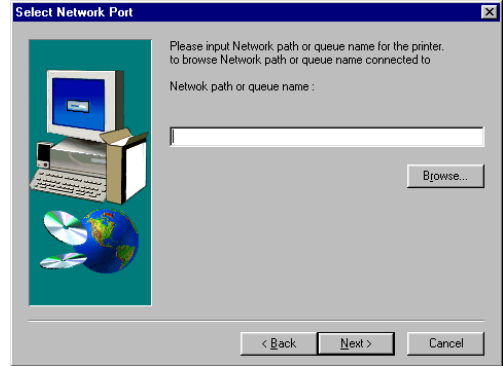 Select Network Port
Please input Network path or queue name for the printer.
to browse Network path or queue name connected to
Netwok path or queue name :
Browse...
< Back
Next >
Cancel